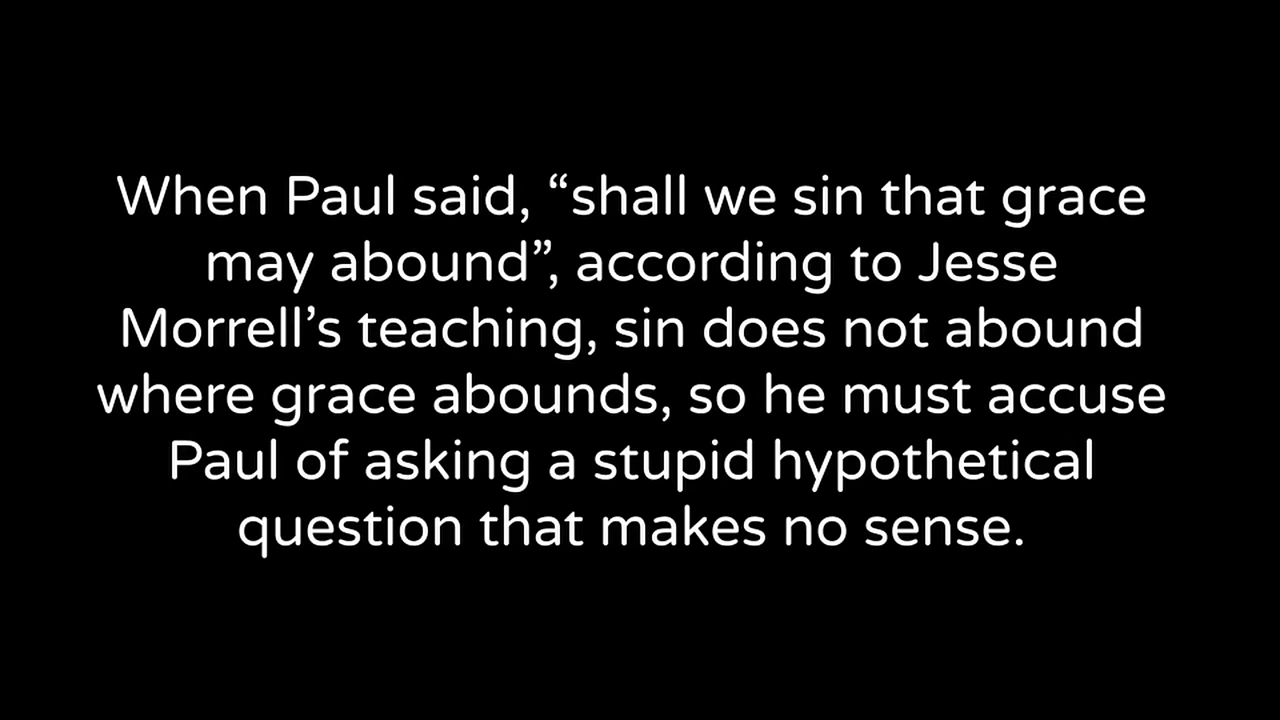 When Paul said, “shall we sin that grace
may abound”, according to Jesse
Morrell’s teaching, sin does not abound
where grace abounds, so he must accuse
Paul of asking a stupid hypothetical
question that makes no sense.